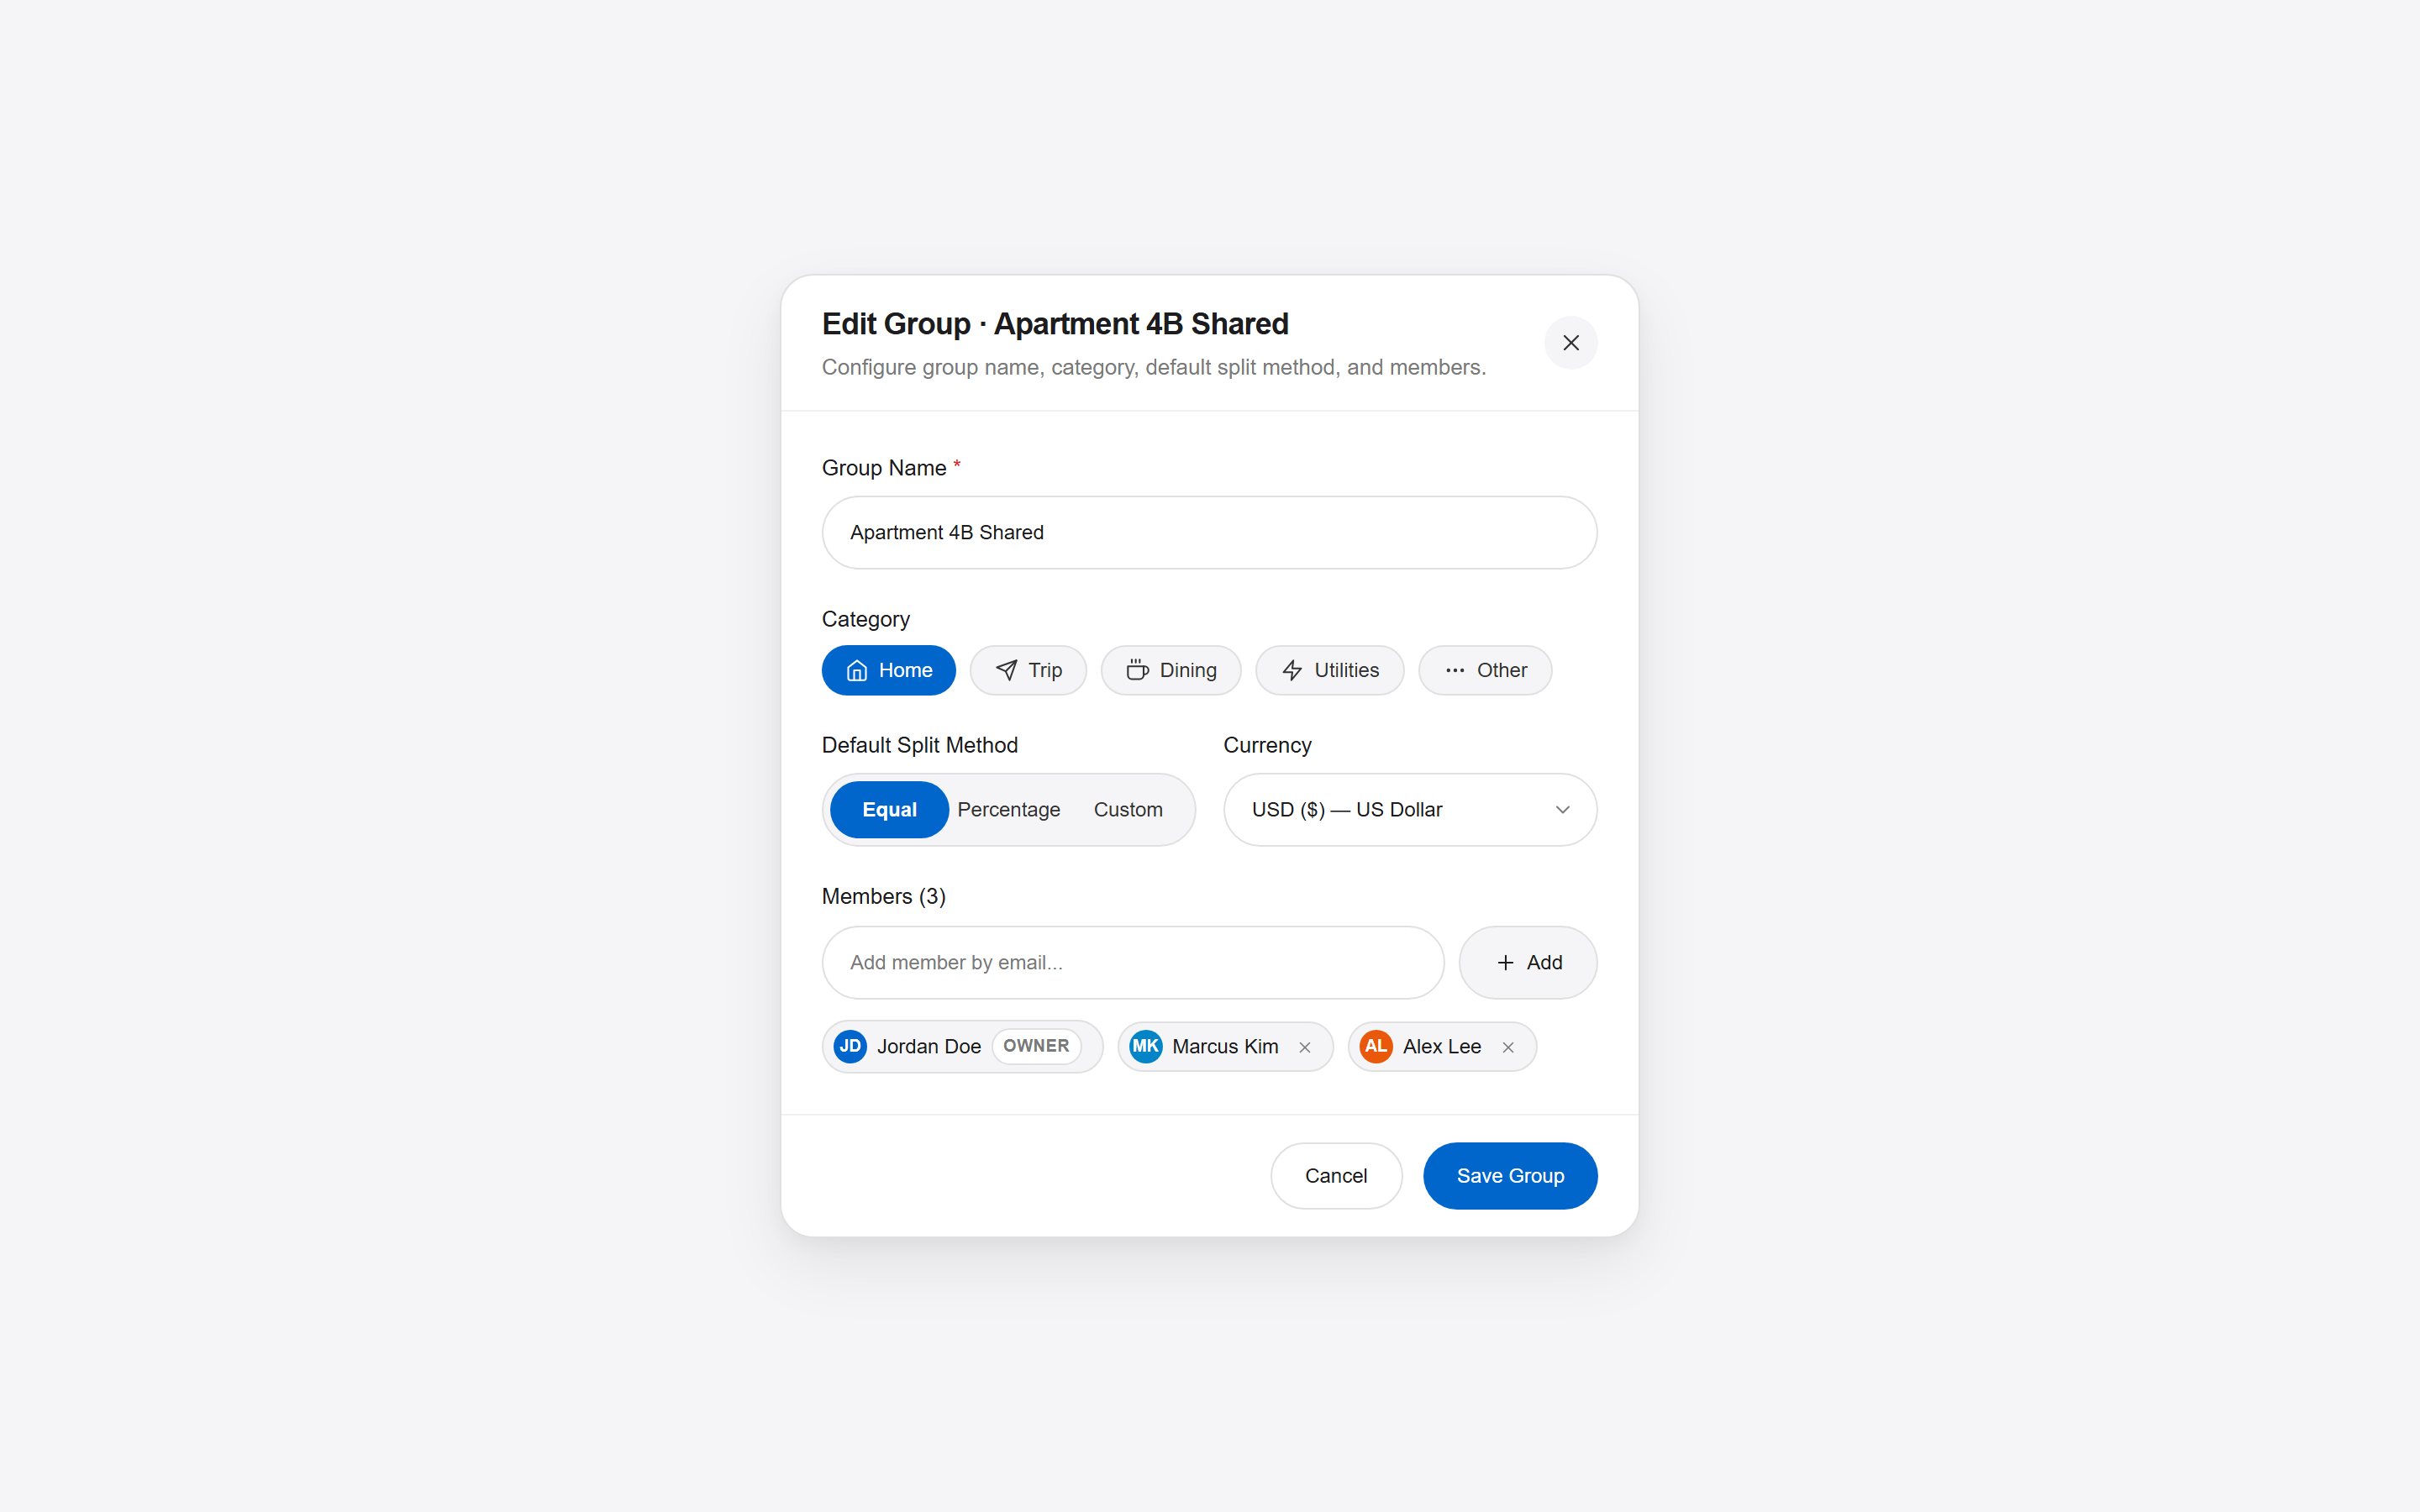 Edit Group · Apartment 4B Shared
Configure group name, category, default split method, and members.
Group Name *
Apartment 4B Shared
Category
Home
Trip
Dining
Utilities
Other
Default Split Method
Currency
Equal
Percentage
Custom
USD ($) — US Dollar
Members (3)
Add member by email...
Add
JD Jordan Doe OWNER
MK Marcus Kim
AL Alex Lee
Cancel
Save Group